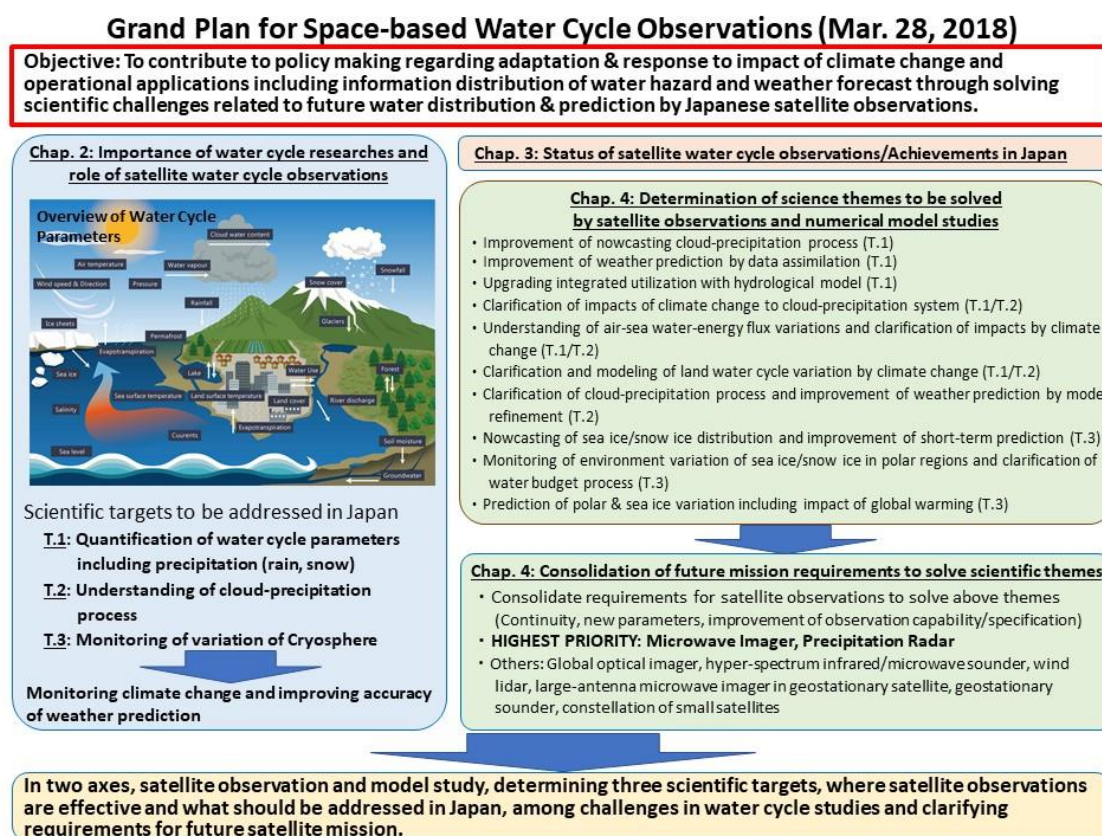 Grand Plan for Space-based Water Cycle Observations (Mar. 28, 2018)
Objective: To contribute to policy making regarding adaptation & response to impact of climate change and
operational applications including information distribution of water hazard and weather forecast through solving
scientific challenges related to future water distribution & prediction by Japanese satellite observations.
Chap. 2: Importance of water cycle researches and
role of satellite water cycle observations
Overview of Water Cycle
Parameters
Cloud water content
Air temperature
Water vapour
Snowfall
Wind speed & Direction
Pressure
Snow cover
Rainfall
Ice sheets
Permafrost
Glaciers
Evapotranspiration
Sea ice
Lake
Water Use
Forest
Sea surface temperature
Land surface temperature
Land cover
River discharge
Salinity
Evapotranspiration
Cuurents
Soil moisture
Sea level
Groundwater
Scientific targets to be addressed in Japan
T.1: Quantification of water cycle parameters
including precipitation (rain, snow)
T.2: Understanding of cloud-precipitation
process
T.3: Monitoring of variation of Cryosphere
Monitoring climate change and improving accuracy
of weather prediction
Chap. 3: Status of satellite water cycle observations/Achievements in Japan
Chap. 4: Determination of science themes to be solved
by satellite observations and numerical model studies
・Improvement of nowcasting cloud-precipitation process (T.1)
・Improvement of weather prediction by data assimilation (T.1)
・Upgrading integrated utilization with hydrological model (T.1)
・Clarification of impacts of climate change to cloud-precipitation system (T.1/T.2)
・Understanding of air-sea water-energy flux variations and clarification of impacts by climate
change (T.1/T.2)
・Clarification and modeling of land water cycle variation by climate change (T.1/T.2)
・Clarification of cloud-precipitation process and improvement of weather prediction by mode
refinement (T.2)
・Nowcasting of sea ice/snow ice distribution and improvement of short-term prediction (T.3)
・Monitoring of environment variation of sea ice/snow ice in polar regions and clarification of
water budget process (T.3)
・Prediction of polar & sea ice variation including impact of global warming (T.3)
Chap. 4: Consolidation of future mission requirements to solve scientific themes
・Consolidate requirements for satellite observations to solve above themes
(Continuity, new parameters, improvement of observation capability/specification)
・HIGHEST PRIORITY: Microwave Imager, Precipitation Radar
・Others: Global optical imager, hyper-spectrum infrared/microwave sounder, wind
lidar, large-antenna microwave imager in geostationary satellite, geostationary
sounder, constellation of small satellites
In two axes, satellite observation and model study, determining three scientific targets, where satellite observations
are effective and what should be addressed in Japan, among challenges in water cycle studies and clarifying
requirements for future satellite mission.